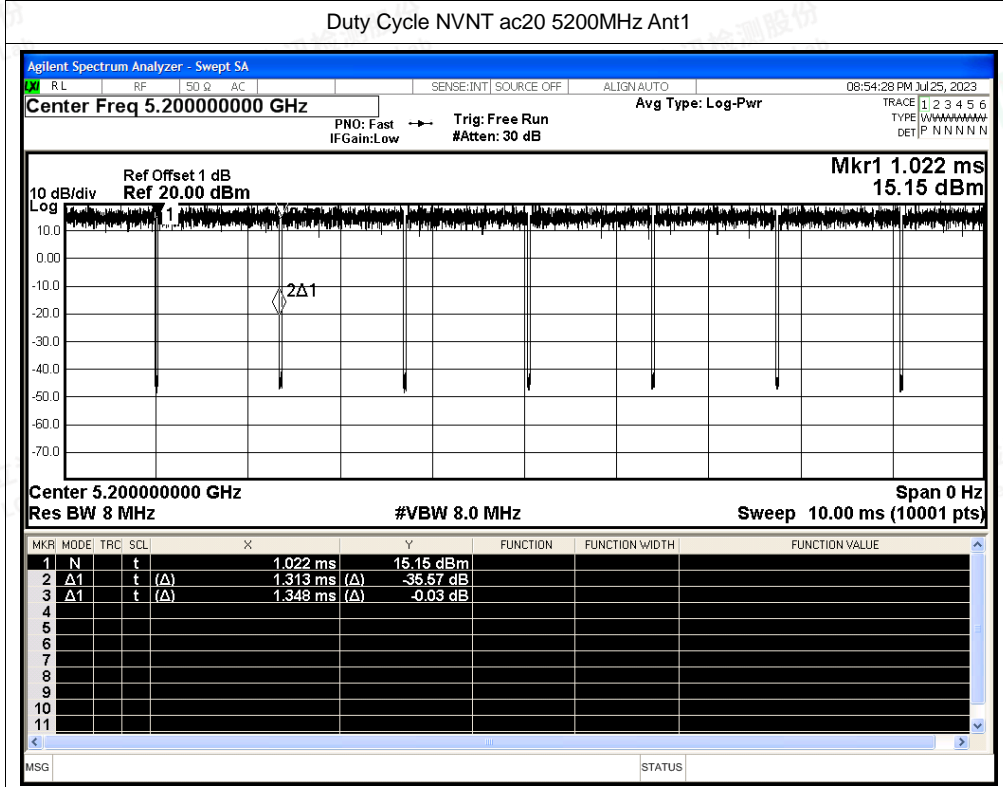 Duty Cycle NVNT ac20 5200MHz Ant1
Agilent Spectrum Analyzer - Swept SA
LXI RL RF 50 Ω AC SENSE:INT SOURCE OFF ALIGN AUTO 08:54:28 PM Jul 25, 2023
Center Freq 5.200000000 GHz Avg Type: Log-Pwr TRACE 1 2 3 4 5 6
PNO: Fast Trig: Free Run TYPE WWWWWW
IFGain:Low #Atten: 30 dB DET P N N N N N
Mkr1 1.022 ms
Ref Offset 1 dB
10 dB/div Ref 20.00 dBm 15.15 dBm
Log
1
10.0
0.00
-10.0
2Δ1
-20.0
-30.0
-40.0
-50.0
-60.0
-70.0
Center 5.200000000 GHz Span 0 Hz
Res BW 8 MHz #VBW 8.0 MHz Sweep 10.00 ms (10001 pts)
MKR MODE TRC SCL X Y FUNCTION FUNCTION WIDTH FUNCTION VALUE
1 N t 1.022 ms 15.15 dBm
2 Δ1 t (Δ) 1.313 ms (Δ) -35.57 dB
3 Δ1 t (Δ) 1.348 ms (Δ) -0.03 dB
4
5
6
7
8
9
10
11
MSG STATUS